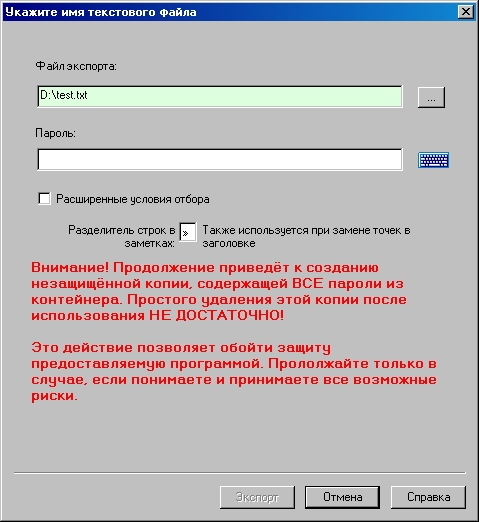 Укажите имя текстового файла
Файл экспорта:
D:\test.txt
...
Пароль:
Расширенные условия отбора
Разделитель строк в
заметках:
»
Также используется при замене точек в
заголовке
Внимание! Продолжение приведёт к созданию
незащищённой копии, содержащей ВСЕ пароли из
контейнера. Простого удаления этой копии после
использования НЕ ДОСТАТОЧНО!
Это действие позволяет обойти защиту
предоставляемую программой. Прололжайте только в
случае, если понимаете и принимаете все возможные
риски.
Экспорт
Отмена
Справка